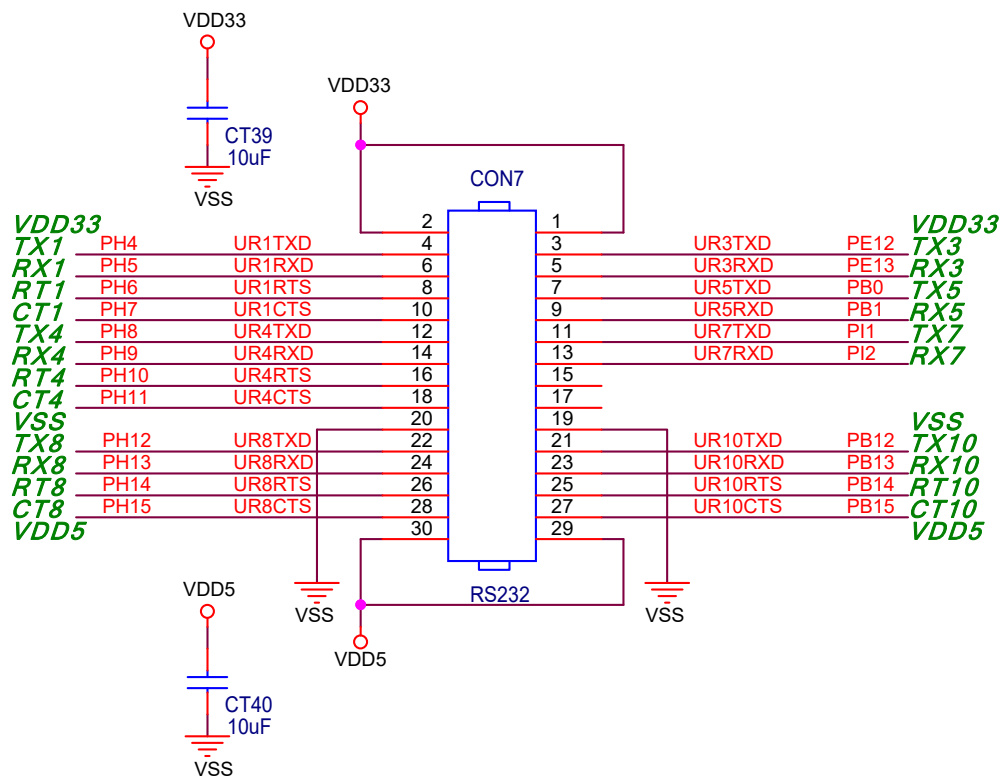 VDD33
CT39
10uF
VSS
VDD33
CON7
VDD33 2 1 VDD33
TX1 PH4 UR1TXD 4 3 UR3TXD PE12 TX3
RX1 PH5 UR1RXD 6 5 UR3RXD PE13 RX3
RT1 PH6 UR1RTS 8 7 UR5TXD PB0 TX5
CT1 PH7 UR1CTS 10 9 UR5RXD PB1 RX5
TX4 PH8 UR4TXD 12 11 UR7TXD PI1 TX7
RX4 PH9 UR4RXD 14 13 UR7RXD PI2 RX7
RT4 PH10 UR4RTS 16 15
CT4 PH11 UR4CTS 18 17
VSS 20 19 VSS
TX8 PH12 UR8TXD 22 21 UR10TXD PB12 TX10
RX8 PH13 UR8RXD 24 23 UR10RXD PB13 RX10
RT8 PH14 UR8RTS 26 25 UR10RTS PB14 RT10
CT8 PH15 UR8CTS 28 27 UR10CTS PB15 CT10
VDD5 30 29 VDD5
RS232
VSS VSS
VDD5
VDD5
CT40
10uF
VSS